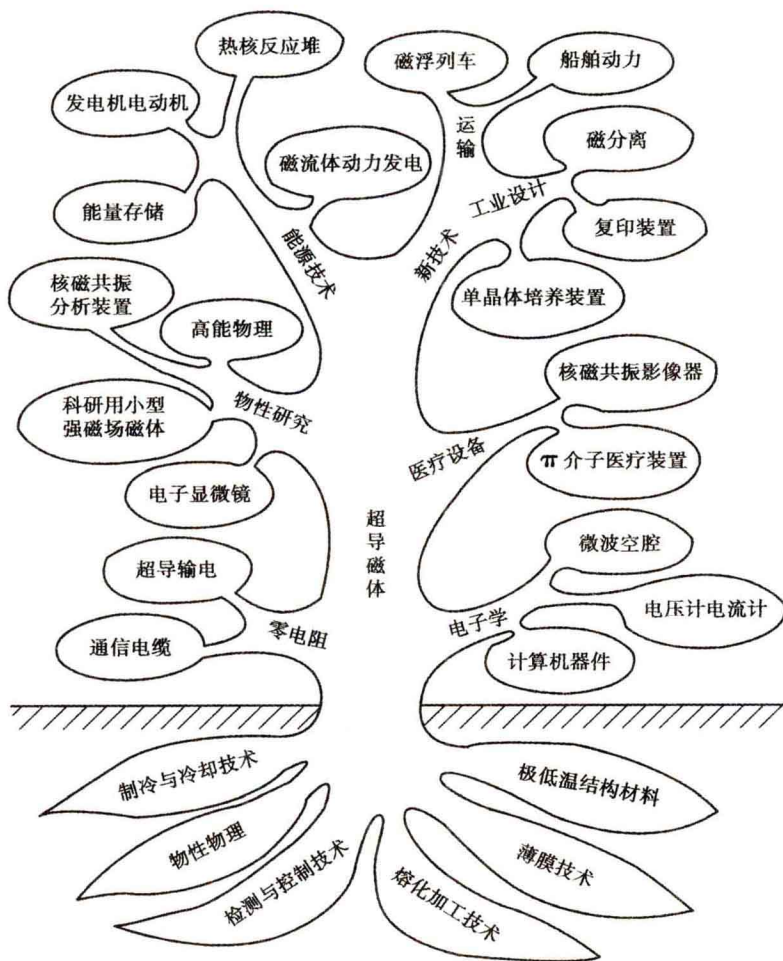 热核反应堆
磁浮列车
船舶动力
发电机电动机
运输
磁分离
磁流体动力发电
能量存储
工业设计
复印装置
能源技术
新技术
核磁共振
分析装置
单晶体培养装置
高能物理
核磁共振影像器
科研用小型
强磁场磁体
物性研究
医疗设备
π介子医疗装置
电子显微镜
超导磁体
微波空腔
超导输电
电压计电流计
电子学
零电阻
通信电缆
计算机器件
制冷与冷却技术
极低温结构材料
物性物理
薄膜技术
检测与控制技术
熔化加工技术